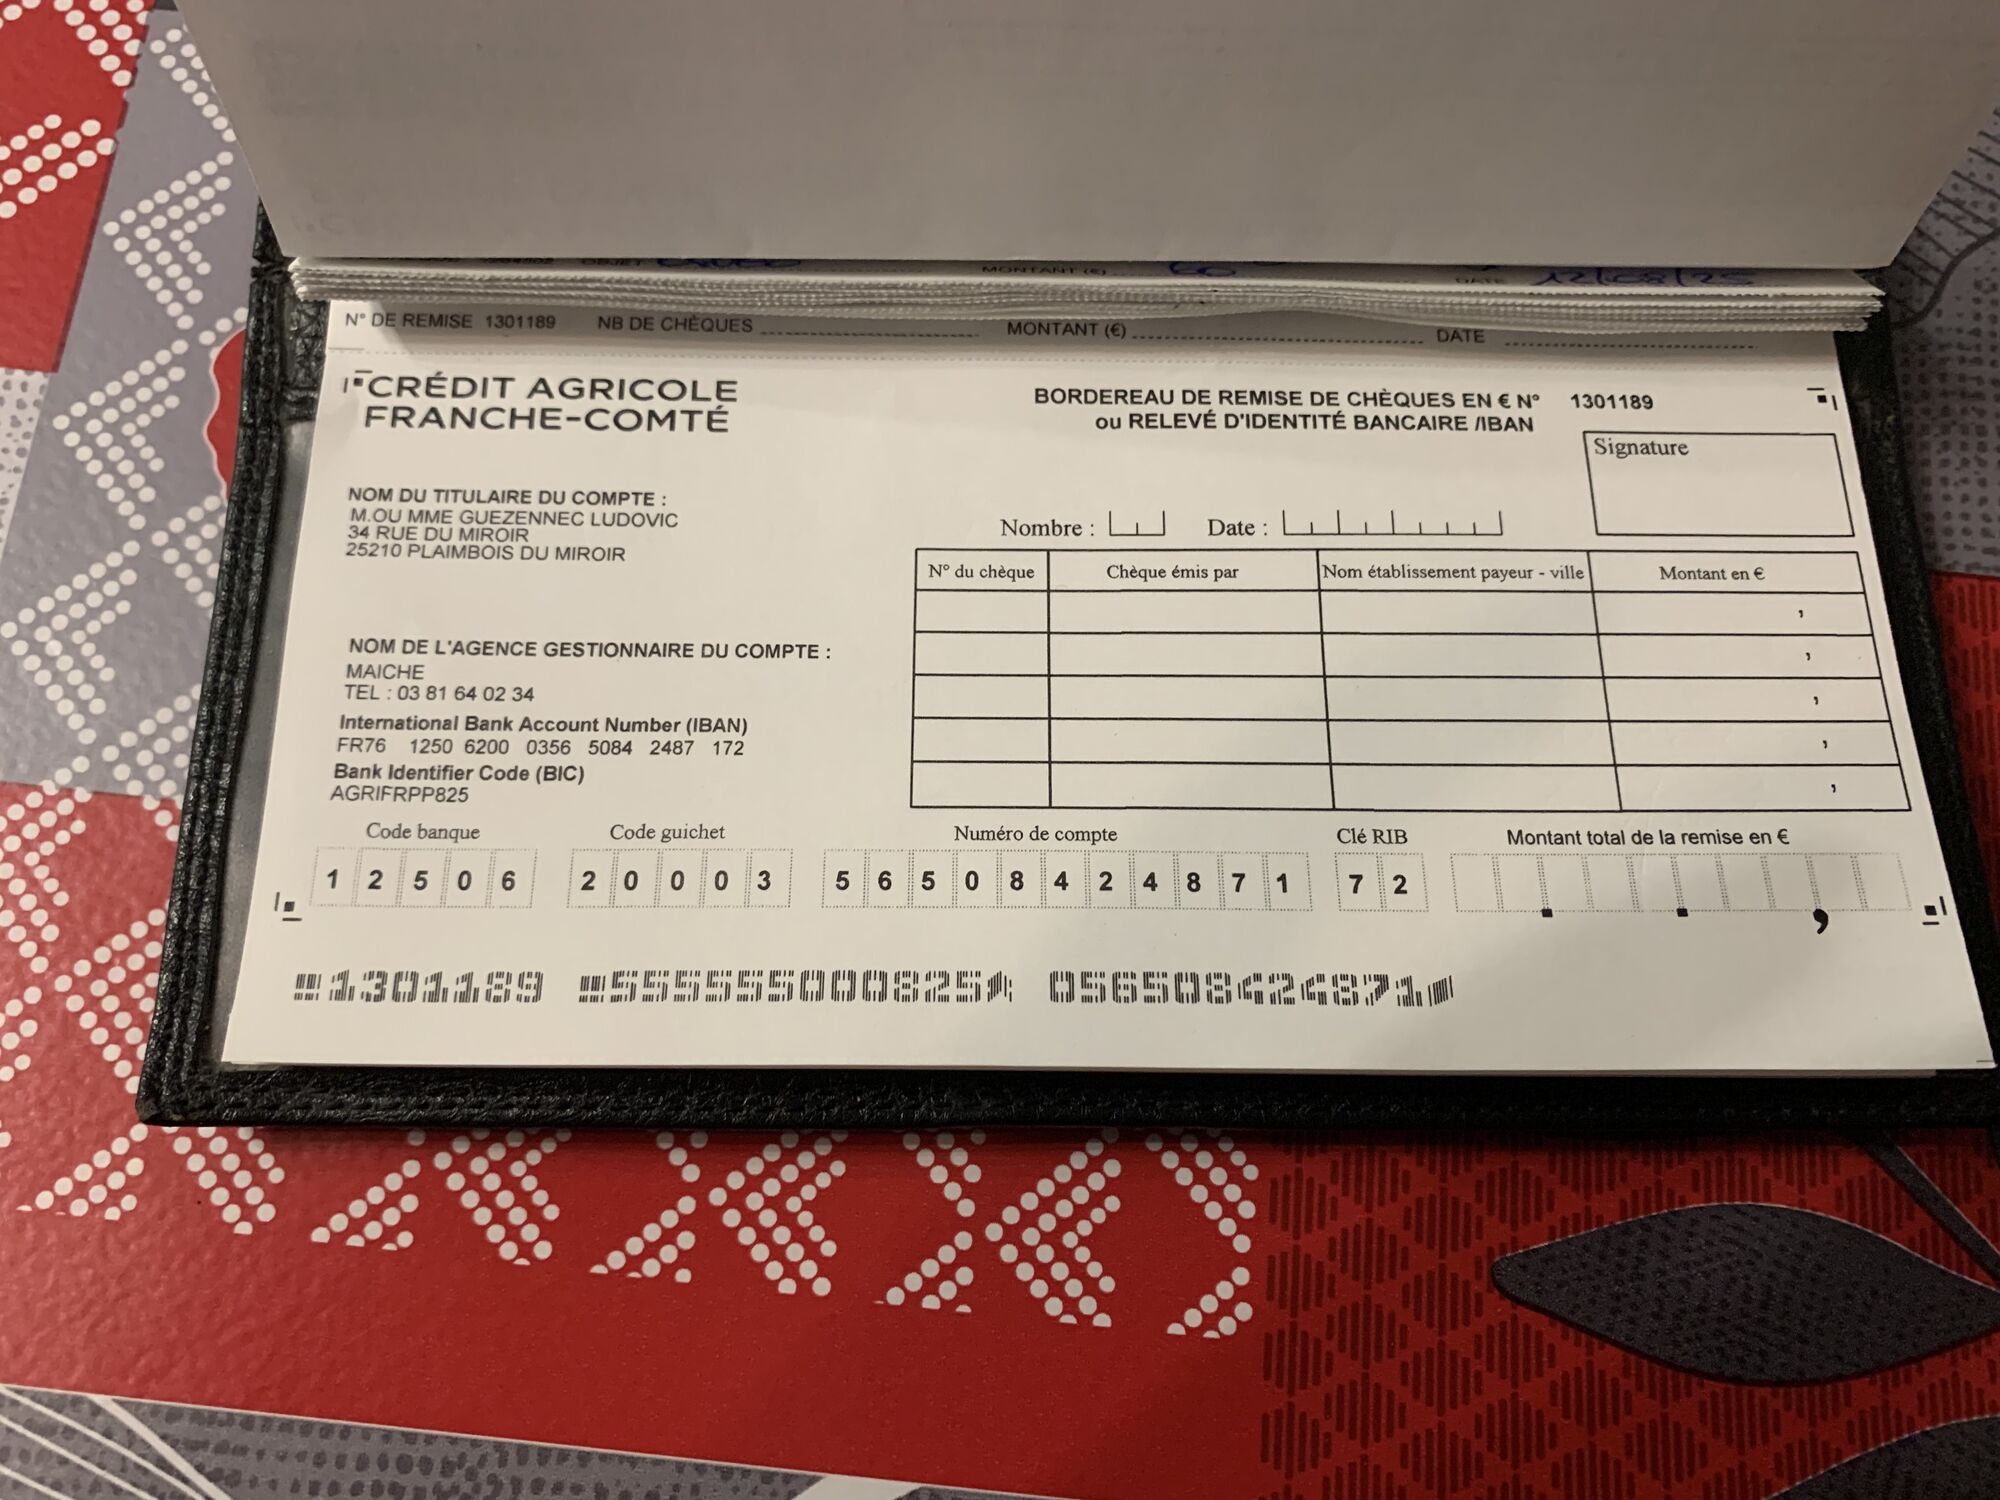 MONTANT (€)
60
DATE 12/08/25
N° DE REMISE 1301189 NB DE CHÈQUES MONTANT (€) DATE
CRÉDIT AGRICOLE
FRANCHE-COMTÉ
BORDEREAU DE REMISE DE CHÈQUES EN € N° 1301189
ou RELEVÉ D'IDENTITÉ BANCAIRE /IBAN
Signature
NOM DU TITULAIRE DU COMPTE :
M.OU MME GUEZENNEC LUDOVIC
34 RUE DU MIROIR
25210 PLAIMBOIS DU MIROIR
Nombre : Date :
N° du chèque Chèque émis par Nom établissement payeur - ville Montant en €
,
,
,
,
,
NOM DE L'AGENCE GESTIONNAIRE DU COMPTE :
MAICHE
TEL : 03 81 64 02 34
International Bank Account Number (IBAN)
FR76 1250 6200 0356 5084 2487 172
Bank Identifier Code (BIC)
AGRIFRPP825
Code banque Code guichet Numéro de compte Clé RIB Montant total de la remise en €
1 2 5 0 6 2 0 0 0 3 5 6 5 0 8 4 2 4 8 7 1 7 2 . . ,
1301189 555555000825 056508424871